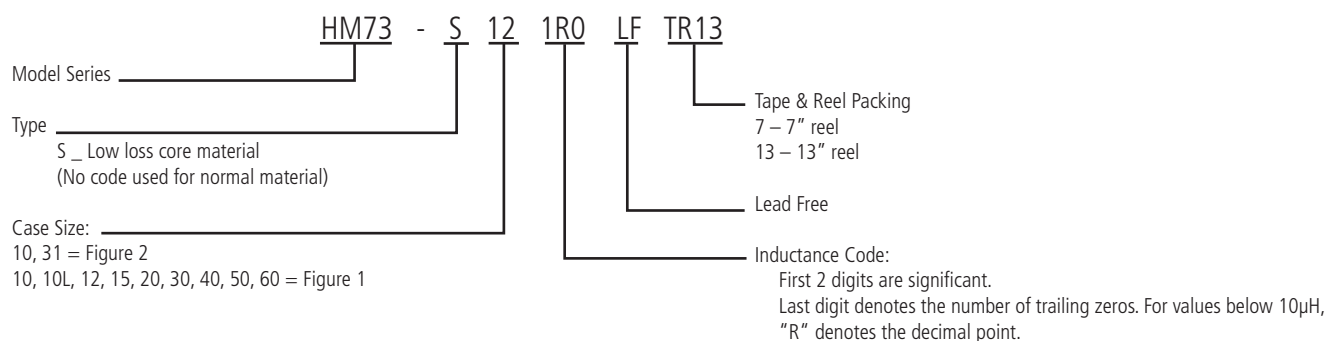 HM73 - S 12 1R0 LF TR13
Model Series
Type
S _ Low loss core material
(No code used for normal material)
Case Size:
10, 31 = Figure 2
10, 10L, 12, 15, 20, 30, 40, 50, 60 = Figure 1
Tape & Reel Packing
7 – 7” reel
13 – 13” reel
Lead Free
Inductance Code:
First 2 digits are significant.
Last digit denotes the number of trailing zeros. For values below 10µH,
“R” denotes the decimal point.